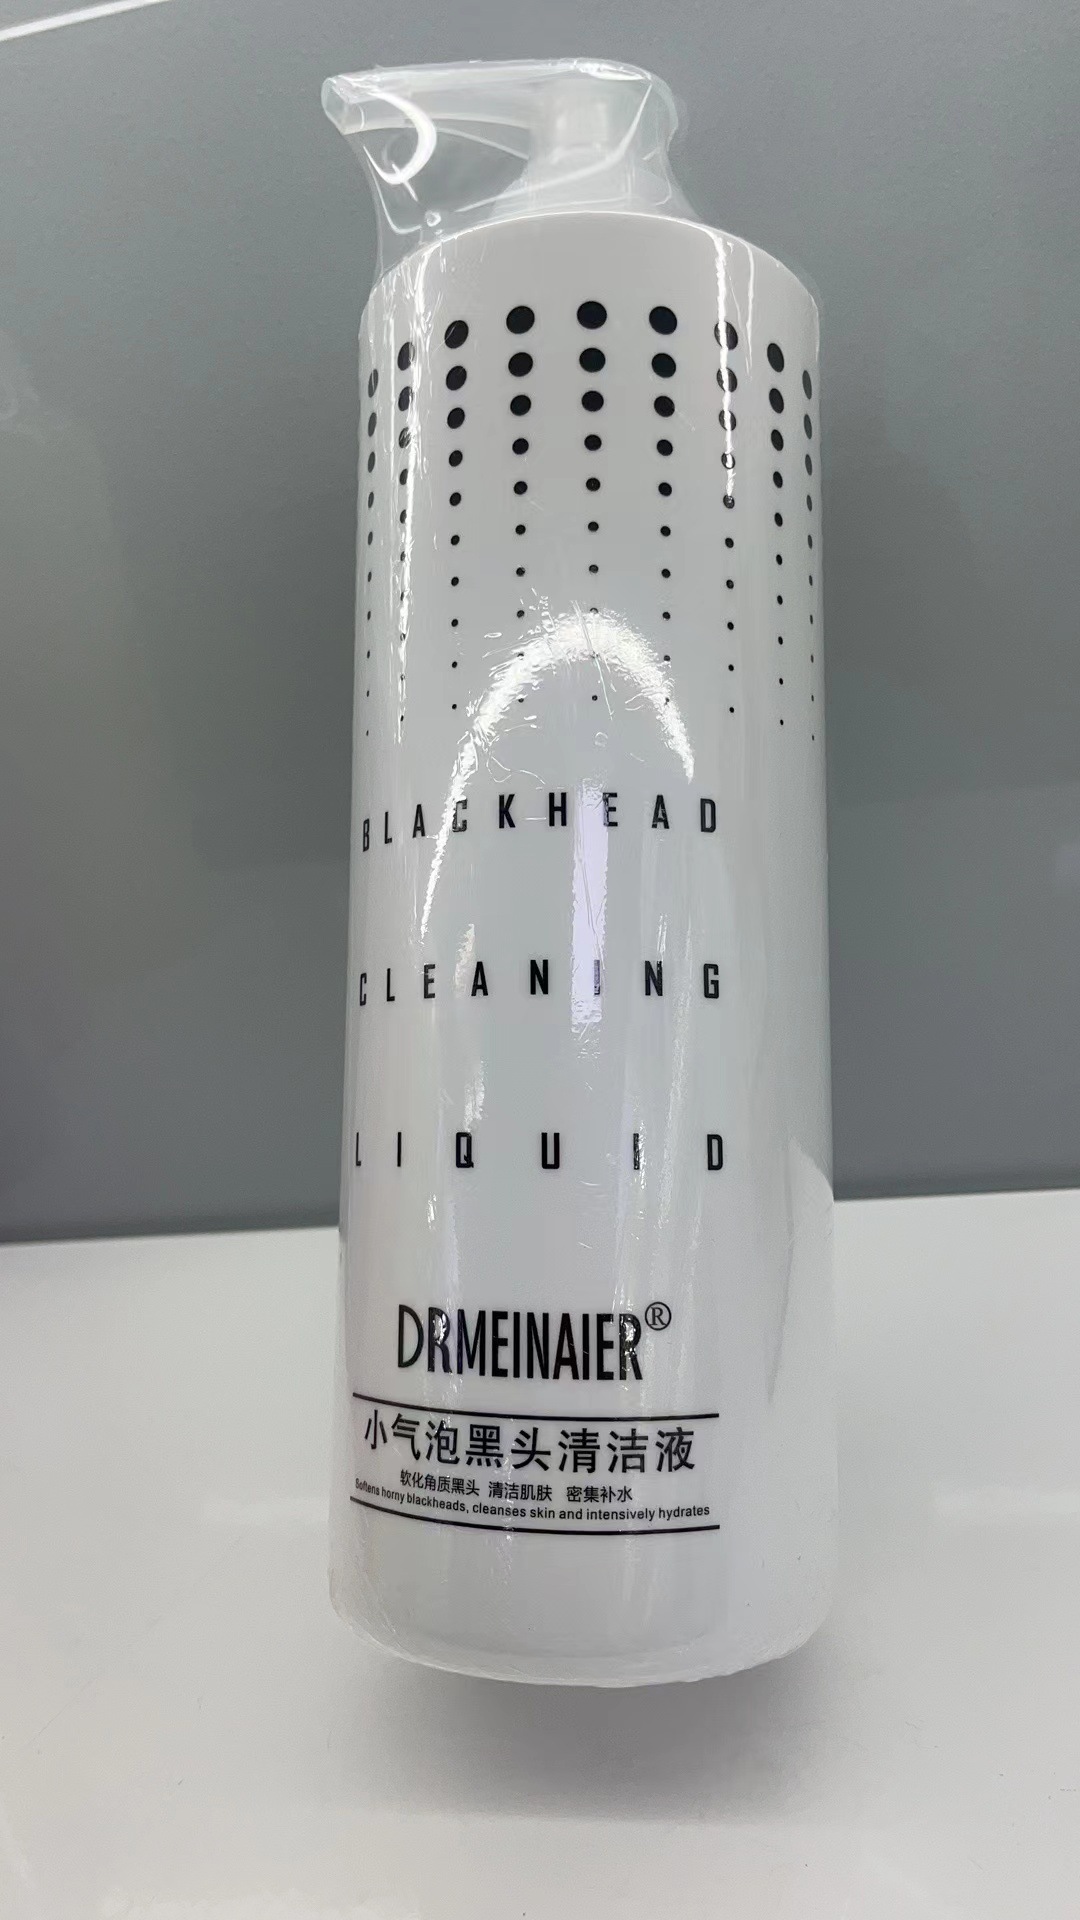 BLACKHEAD
CLEANING
LIQUID
DRMEINAIER®
小气泡黑头清洁液
软化角质黑头 清洁肌肤 密集补水
Softens horny blackheads, cleanses skin and intensively hydrates